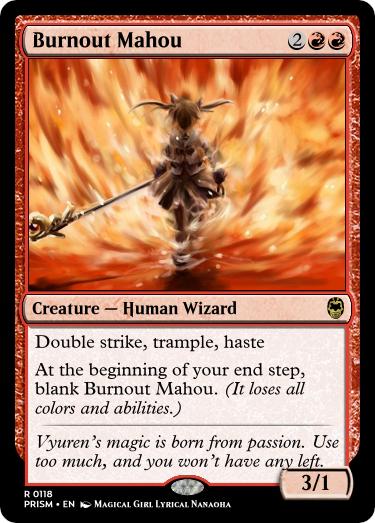 Burnout Mahou 2
Creature — Human Wizard
Double strike, trample, haste
At the beginning of your end step,
blank Burnout Mahou. (It loses all
colors and abilities.)
Vyuren's magic is born from passion. Use
too much, and you won't have any left.
3/1
R 0118
PRISM • EN Magical Girl Lyrical Nanaoha